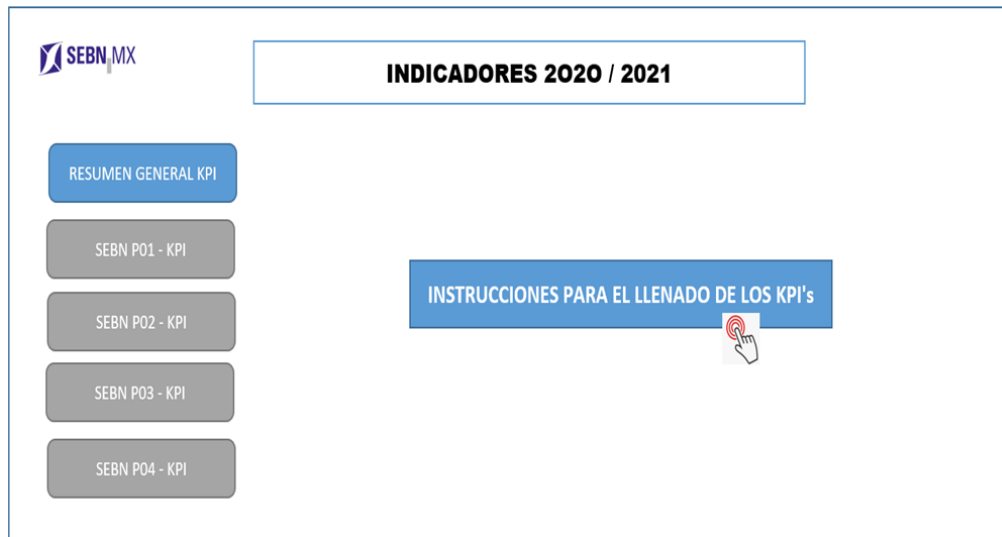 SEBN MX
INDICADORES 2020 / 2021
RESUMEN GENERAL KPI
SEBN P01 - KPI
SEBN P02 - KPI
SEBN P03 - KPI
SEBN P04 - KPI
INSTRUCCIONES PARA EL LLENADO DE LOS KPI's